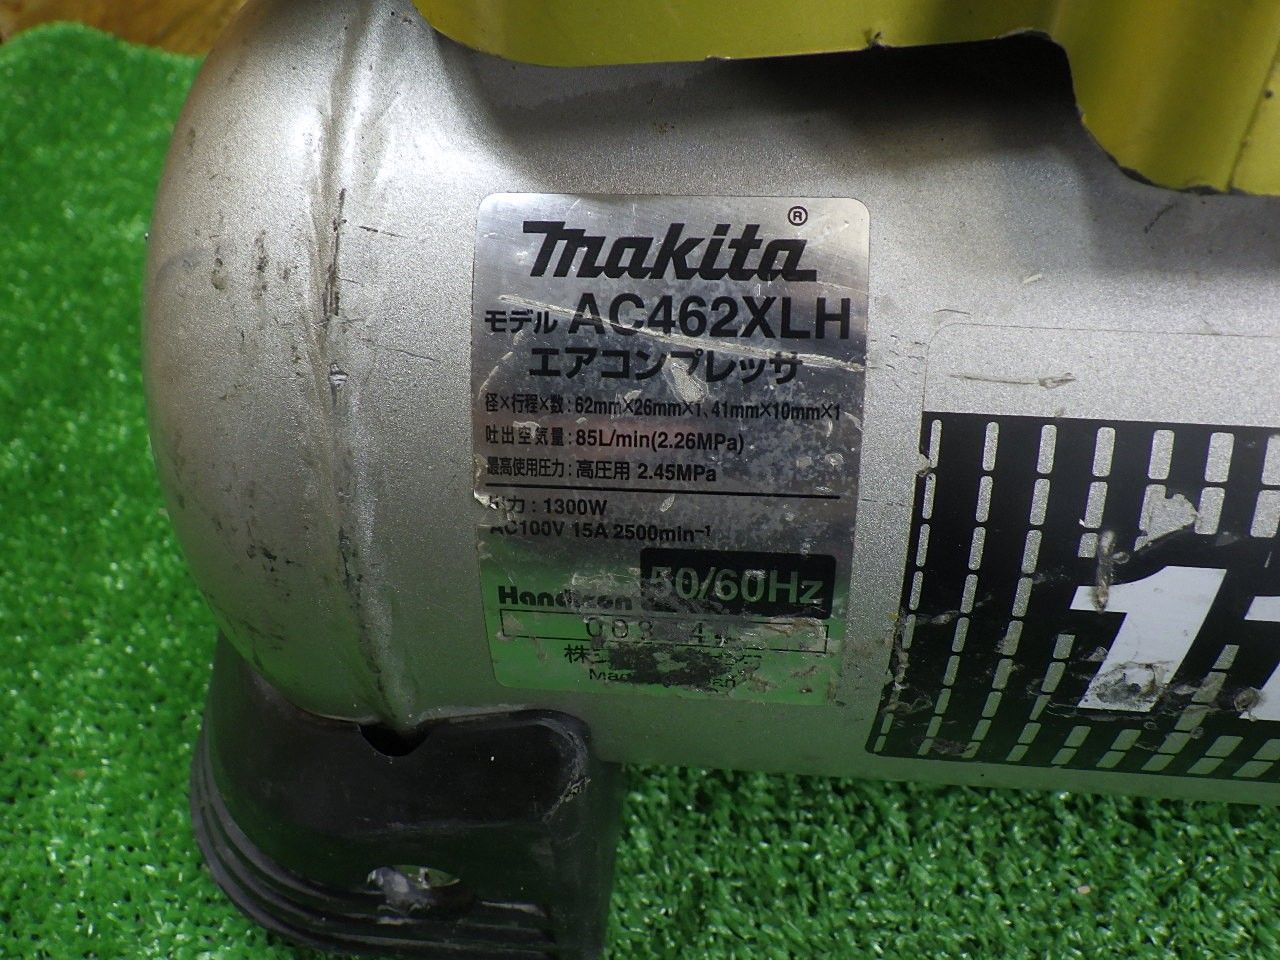 makita®
モデル AC462XLH
エアコンプレッサ
径×行程×数:62mm×26mm×1、41mm×10mm×1
吐出空気量:85L/min(2.26MPa)
最高使用圧力:高圧用 2.45MPa
出力:1300W
AC100V 15A 2500min⁻¹
50/60Hz
株